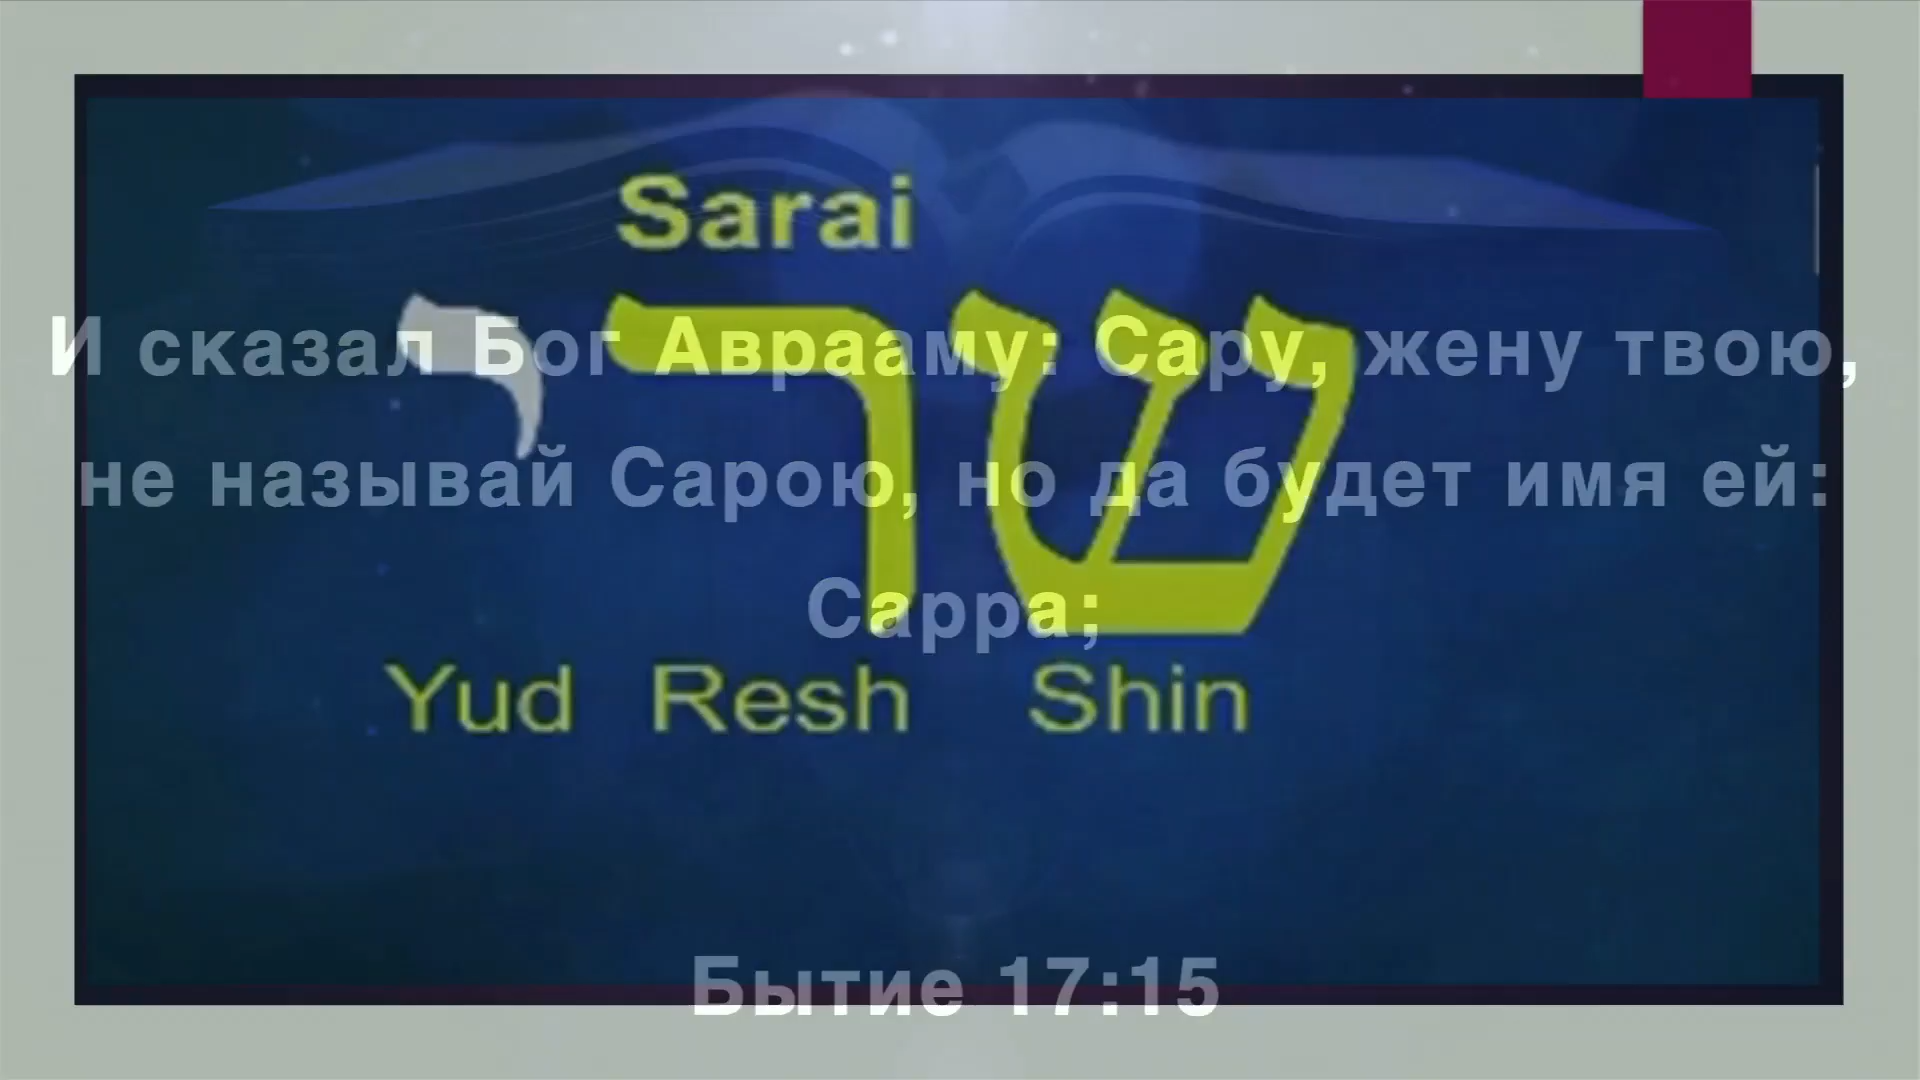 Sarai
שרי
И сказал Бог Аврааму: Сару, жену твою,
не называй Сарою, но да будет имя ей:
Сарра;
Yud Resh Shin
Бытие 17:15